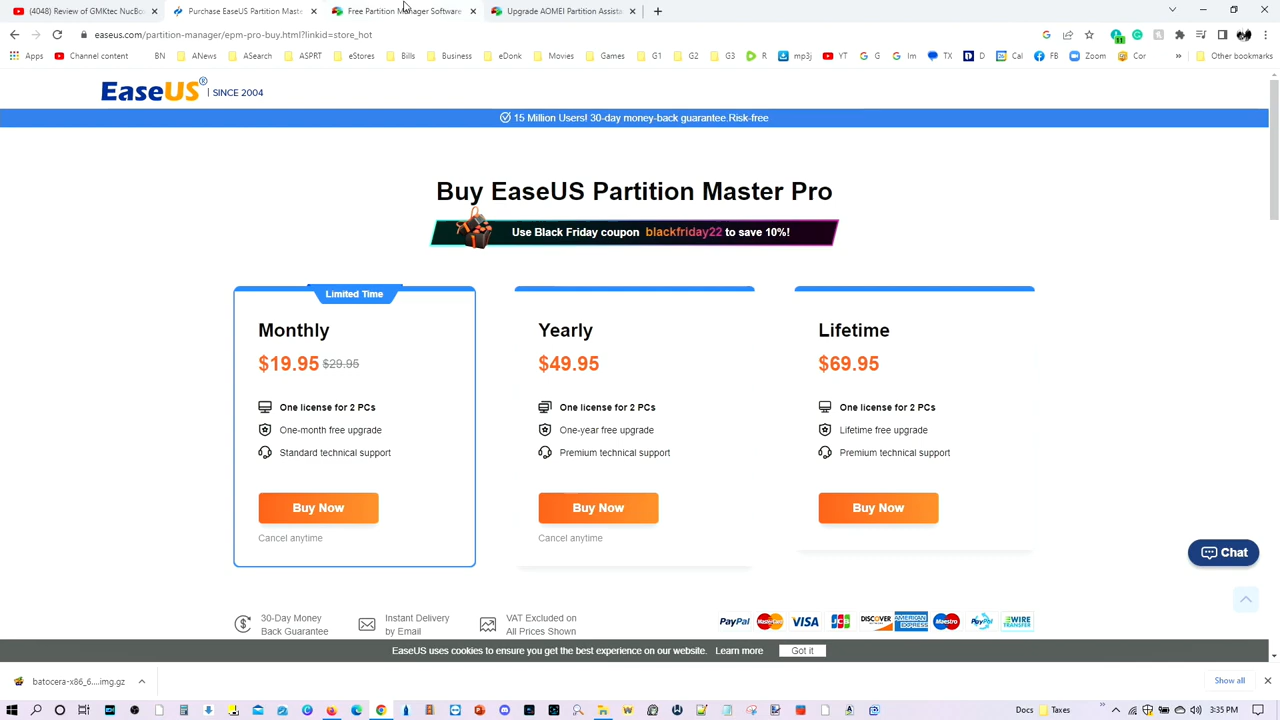 (4048) Review of GMKtec NucBo
Purchase EaseUS Partition Maste
Free Partition Manager Software
Upgrade AOMEI Partition Assista
easeus.com/partition-manager/epm-pro-buy.html?linkid=store_hot
Apps
Channel content
BN
ANews
ASearch
ASPRT
eStores
Bills
Business
eDonk
Movies
Games
G1
G2
G3
R
mp3j
YT
G
Im
TX
D
Cal
FB
Zoom
Cor
Other bookmarks
EaseUS® | SINCE 2004
15 Million Users! 30-day money-back guarantee.Risk-free
Buy EaseUS Partition Master Pro
Use Black Friday coupon blackfriday22 to save 10%!
Limited Time
Monthly
$19.95 $29.95
One license for 2 PCs
One-month free upgrade
Standard technical support
Buy Now
Cancel anytime
Yearly
$49.95
One license for 2 PCs
One-year free upgrade
Premium technical support
Buy Now
Cancel anytime
Lifetime
$69.95
One license for 2 PCs
Lifetime free upgrade
Premium technical support
Buy Now
Chat
30-Day Money
Back Guarantee
Instant Delivery
by Email
VAT Excluded on
All Prices Shown
PayPal MasterCard VISA JCB DISCOVER AMERICAN EXPRESS Maestro PayPal WIRE TRANSFER
EaseUS uses cookies to ensure you get the best experience on our website. Learn more Got it
batocera-x86_6....img.gz
Show all
Docs
Taxes
3:35 PM